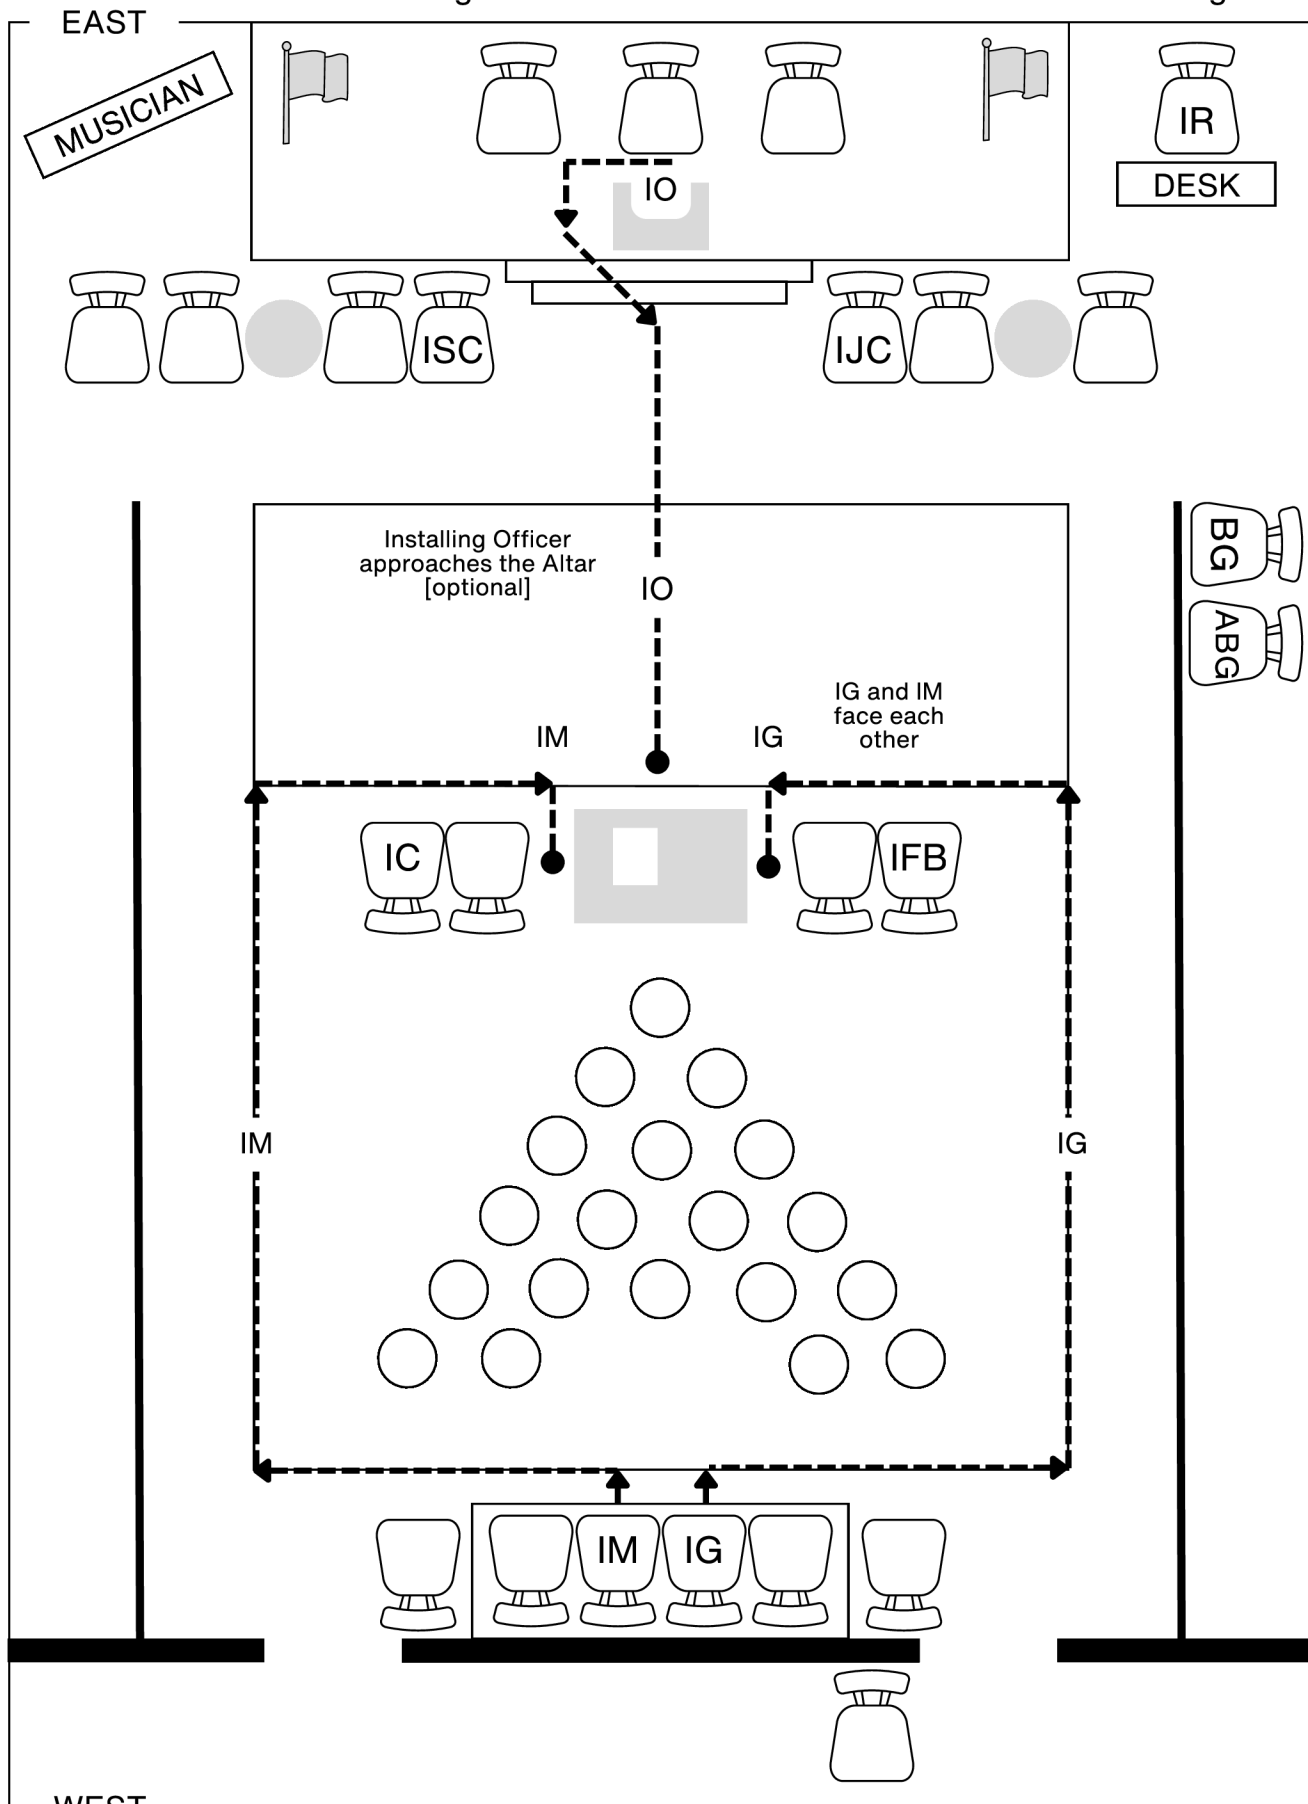 EAST
MUSICIAN
IR
DESK
IO
ISC
IJC
Installing Officer
approaches the Altar
[optional]
IO
BG
ABG
IG and IM
face each
other
IM
IG
IC
IFB
IM
IG
IM
IG
WEST